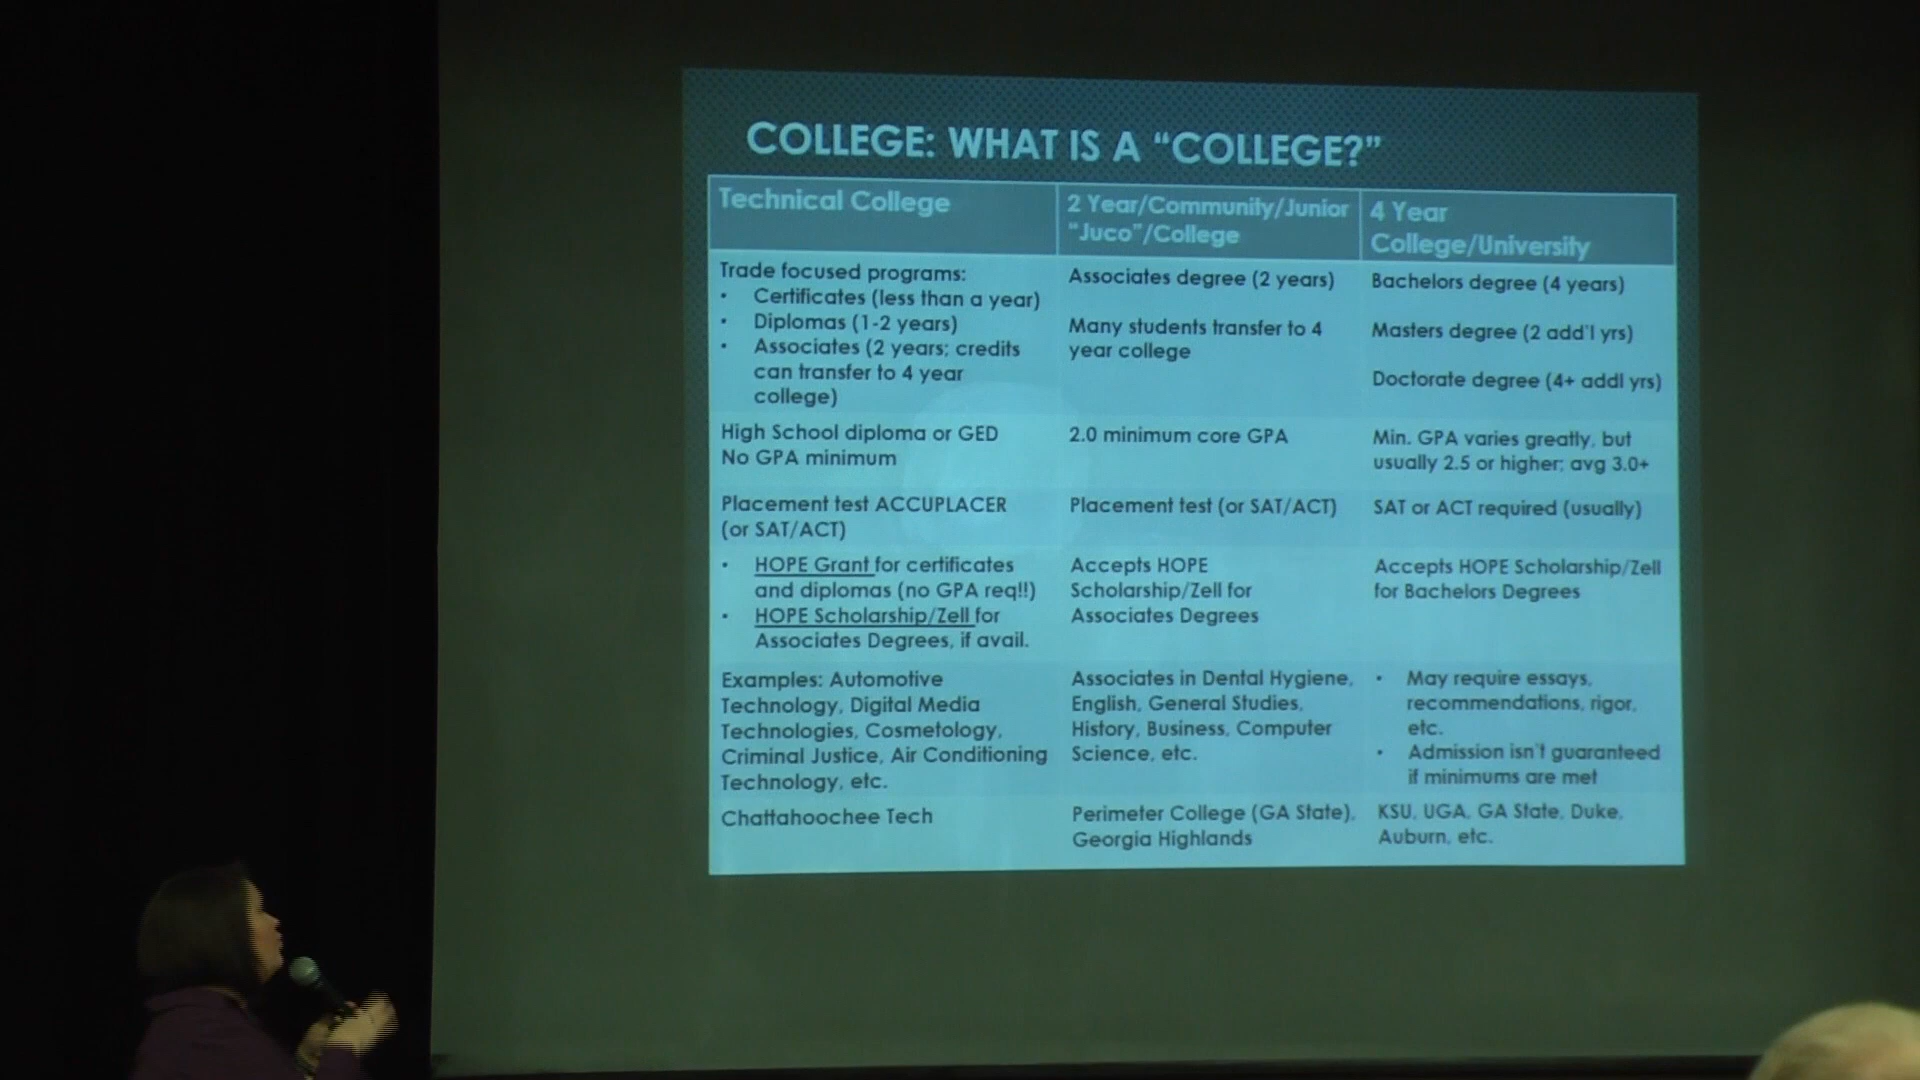 COLLEGE: WHAT IS A “COLLEGE?”
Technical College
2 Year/Community/Junior
“Juco”/College
4 Year
College/University
Trade focused programs:
• Certificates (less than a year)
• Diplomas (1-2 years)
• Associates (2 years; credits
can transfer to 4 year
college)
Associates degree (2 years)
Many students transfer to 4
year college
Bachelors degree (4 years)
Masters degree (2 add'l yrs)
Doctorate degree (4+ addl yrs)
High School diploma or GED
No GPA minimum
2.0 minimum core GPA
Min. GPA varies greatly, but
usually 2.5 or higher; avg 3.0+
Placement test ACCUPLACER
(or SAT/ACT)
Placement test (or SAT/ACT)
SAT or ACT required (usually)
• HOPE Grant for certificates
and diplomas (no GPA req!!)
• HOPE Scholarship/Zell for
Associates Degrees, if avail.
Accepts HOPE
Scholarship/Zell for
Associates Degrees
Accepts HOPE Scholarship/Zell
for Bachelors Degrees
Examples: Automotive
Technology, Digital Media
Technologies, Cosmetology,
Criminal Justice, Air Conditioning
Technology, etc.
Associates in Dental Hygiene,
English, General Studies,
History, Business, Computer
Science, etc.
• May require essays,
recommendations, rigor,
etc.
• Admission isn't guaranteed
if minimums are met
Chattahoochee Tech
Perimeter College (GA State),
Georgia Highlands
KSU, UGA, GA State, Duke,
Auburn, etc.